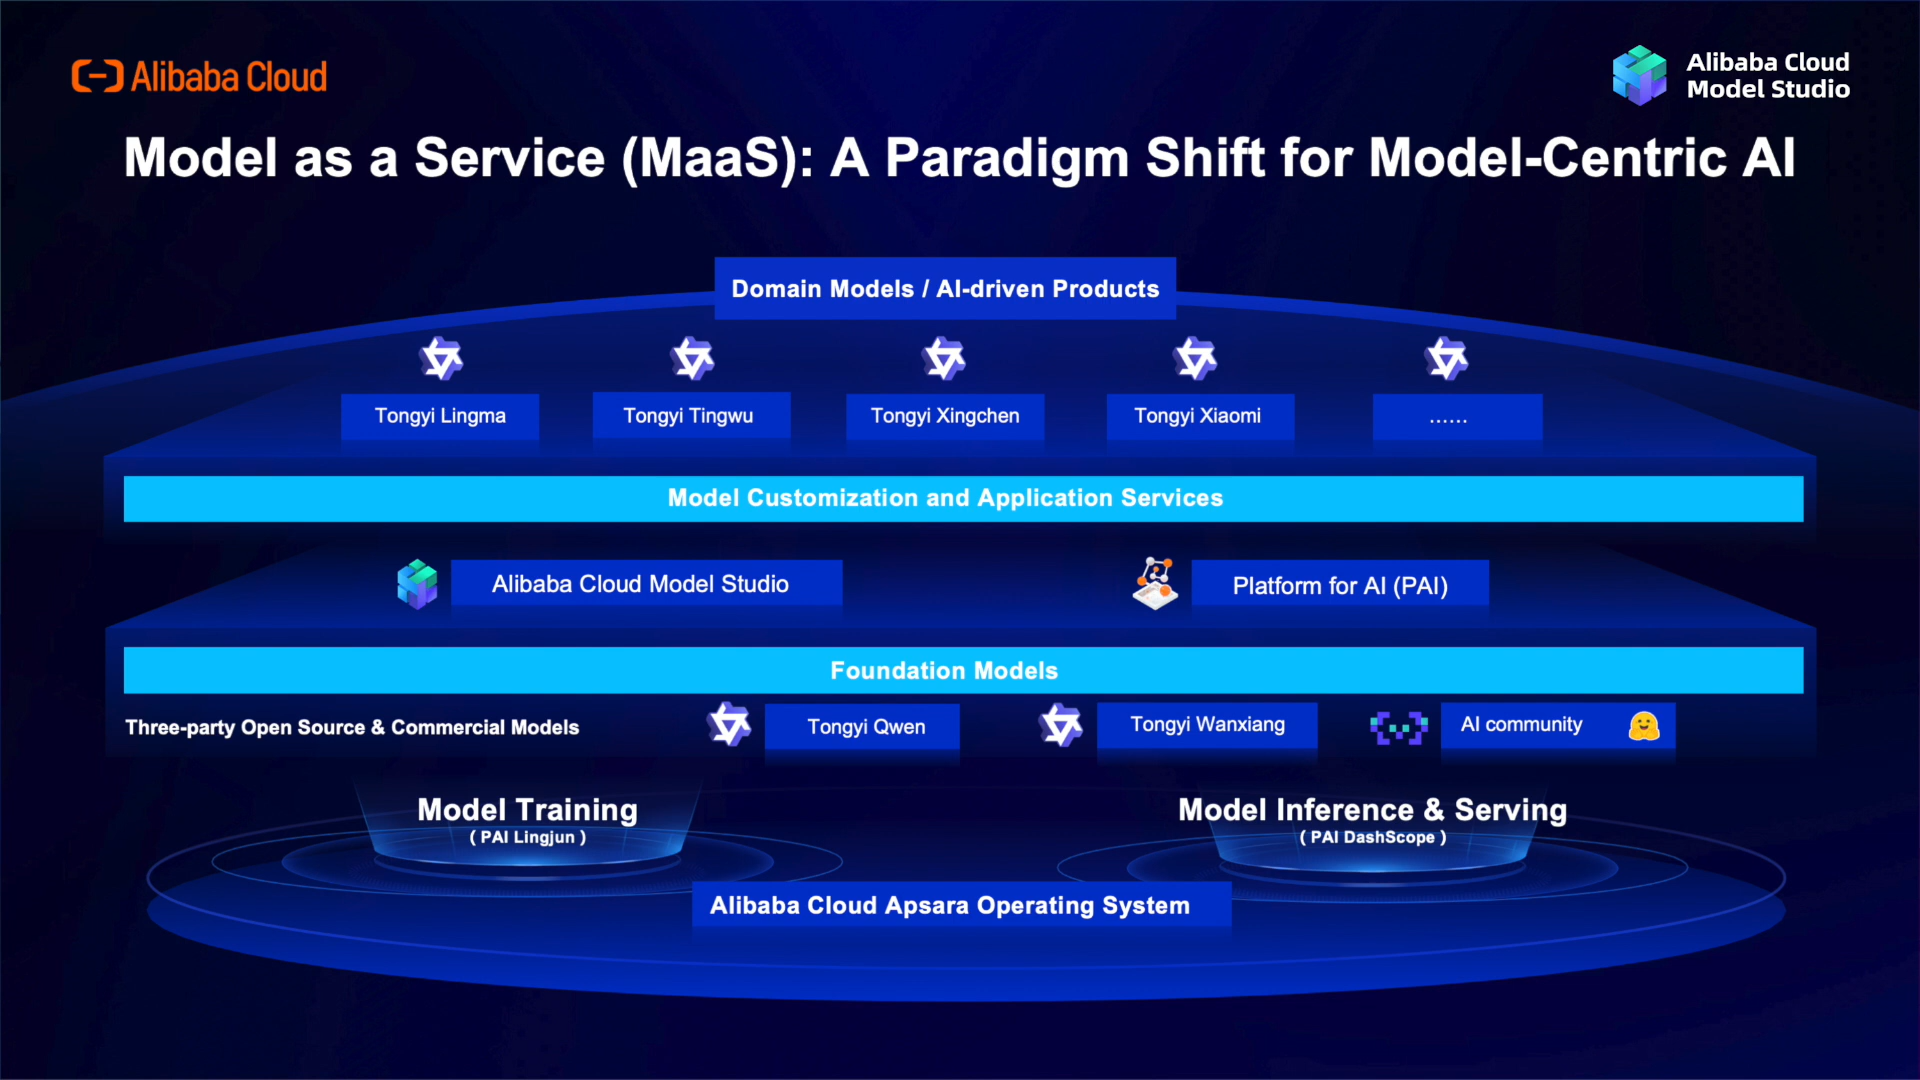 Alibaba Cloud
Alibaba Cloud
Model Studio
Model as a Service (MaaS): A Paradigm Shift for Model-Centric AI
Domain Models / AI-driven Products
Tongyi Lingma
Tongyi Tingwu
Tongyi Xingchen
Tongyi Xiaomi
......
Model Customization and Application Services
Alibaba Cloud Model Studio
Platform for AI (PAI)
Foundation Models
Three-party Open Source & Commercial Models
Tongyi Qwen
Tongyi Wanxiang
AI community
Model Training
( PAI Lingjun )
Model Inference & Serving
( PAI DashScope )
Alibaba Cloud Apsara Operating System